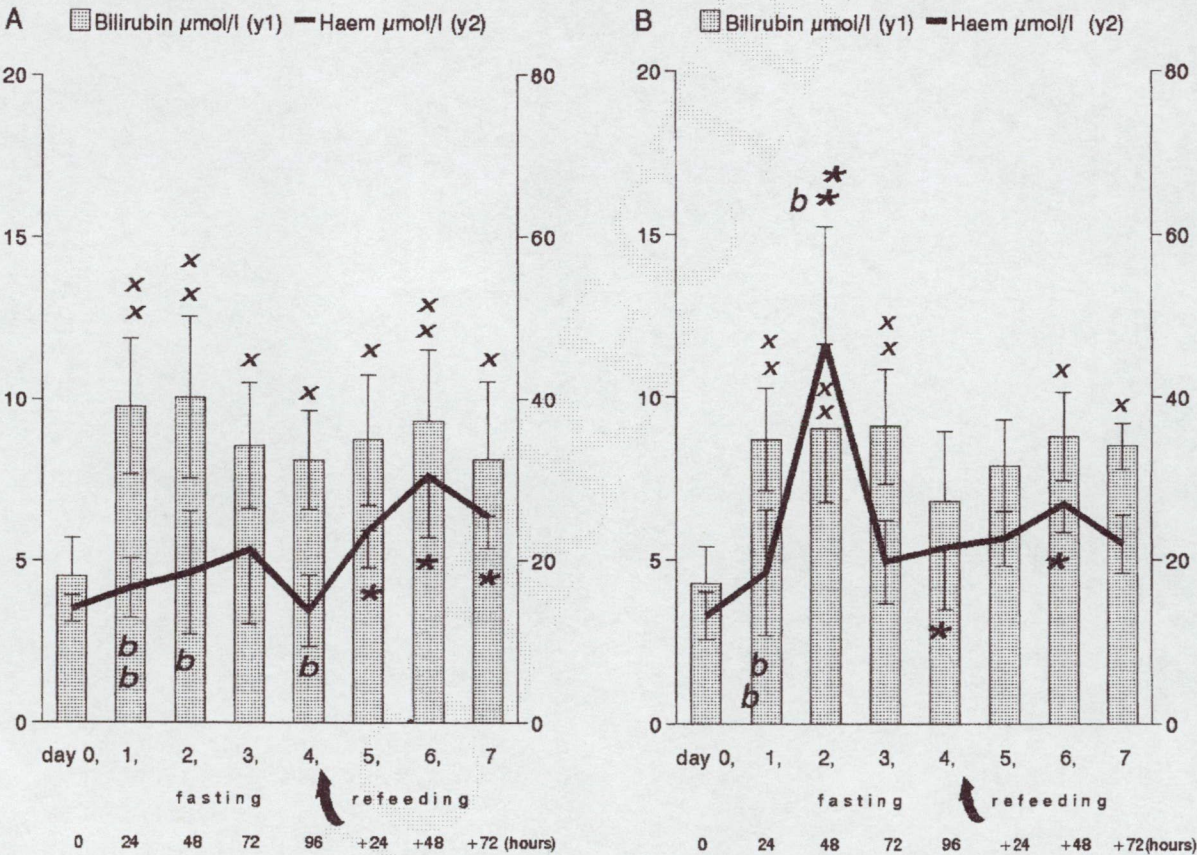 A
Bilirubin µmol/l (y1) Haem µmol/l (y2)
20
15
10
5
0
80
60
40
20
0
x
x
x
x
x
x
x
x
x
x
b
b
b
b
*
*
*
day 0, 1, 2, 3, 4, 5, 6, 7
fasting refeeding
0 24 48 72 96 +24 +48 +72 (hours)
B
Bilirubin µmol/l (y1) Haem µmol/l (y2)
20
15
10
5
0
80
60
40
20
0
*
b *
x
x
x
x
x
x
x
x
b
b
*
*
day 0, 1, 2, 3, 4, 5, 6, 7
fasting refeeding
0 24 48 72 96 +24 +48 +72(hours)